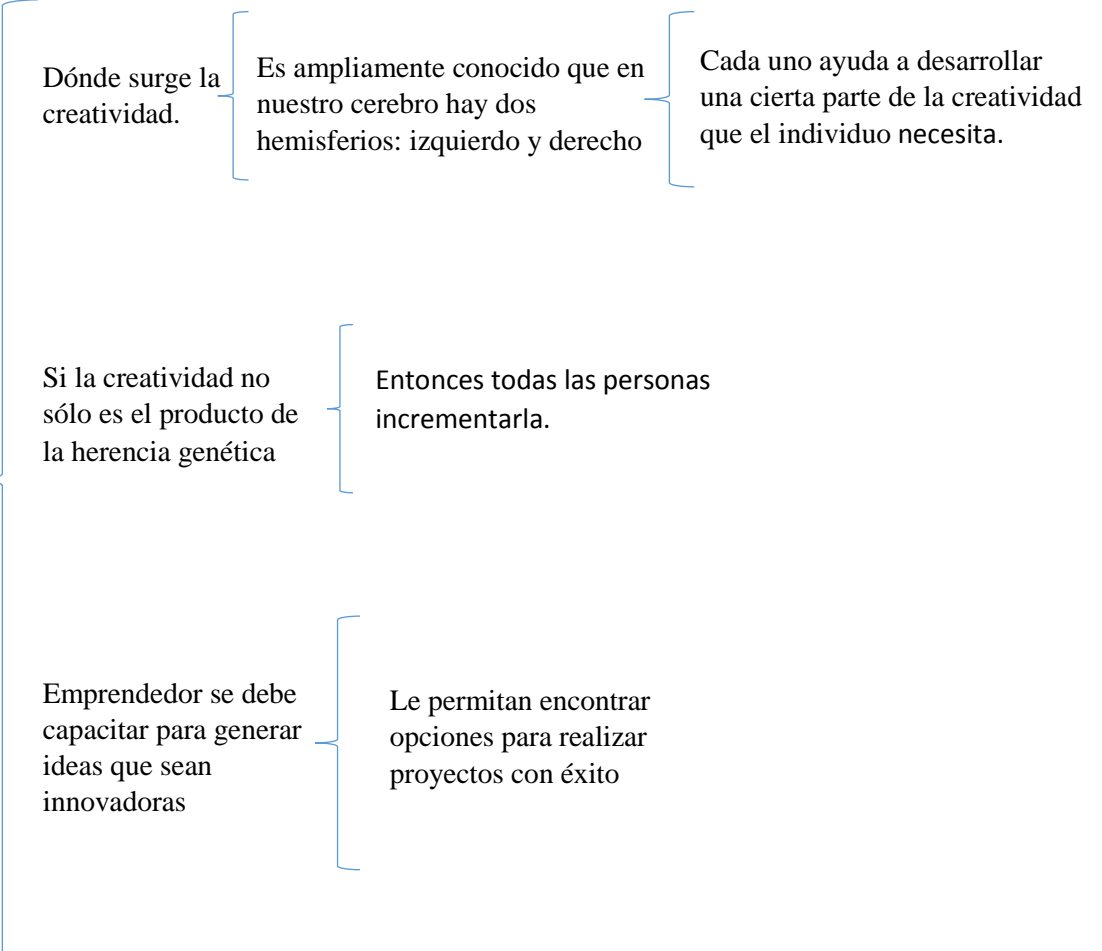 Dónde surge la
creatividad.
Es ampliamente conocido que en
nuestro cerebro hay dos
hemisferios: izquierdo y derecho
Cada uno ayuda a desarrollar
una cierta parte de la creatividad
que el individuo necesita.
Si la creatividad no
sólo es el producto de
la herencia genética
Entonces todas las personas
incrementarla.
Emprendedor se debe
capacitar para generar
ideas que sean
innovadoras
Le permitan encontrar
opciones para realizar
proyectos con éxito